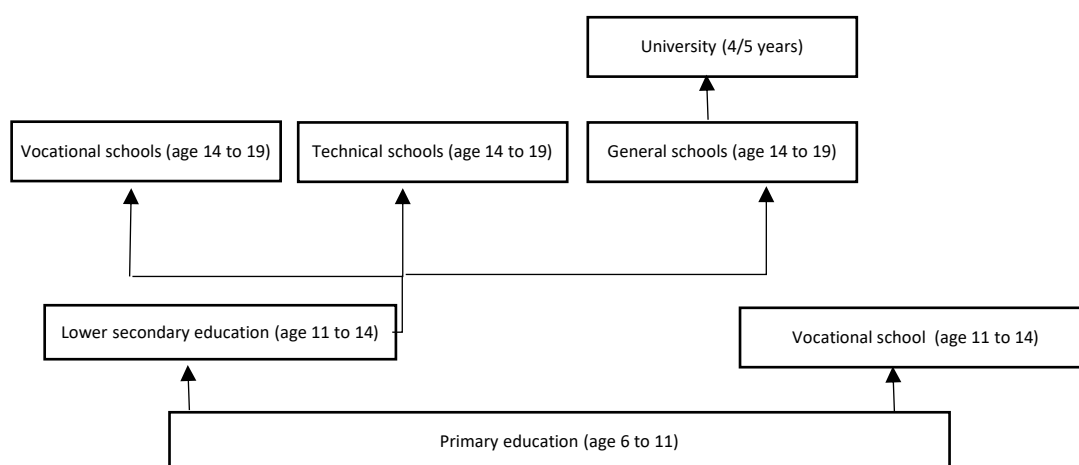 University (4/5 years)
Vocational schools (age 14 to 19)
Technical schools (age 14 to 19)
General schools (age 14 to 19)
Lower secondary education (age 11 to 14)
Vocational school (age 11 to 14)
Primary education (age 6 to 11)